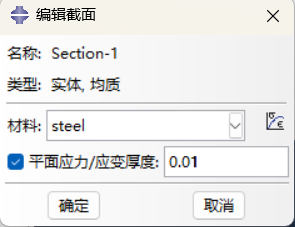 编辑截面
名称: Section-1
类型: 实体, 均质
材料: steel
平面应力/应变厚度: 0.01
确定 取消